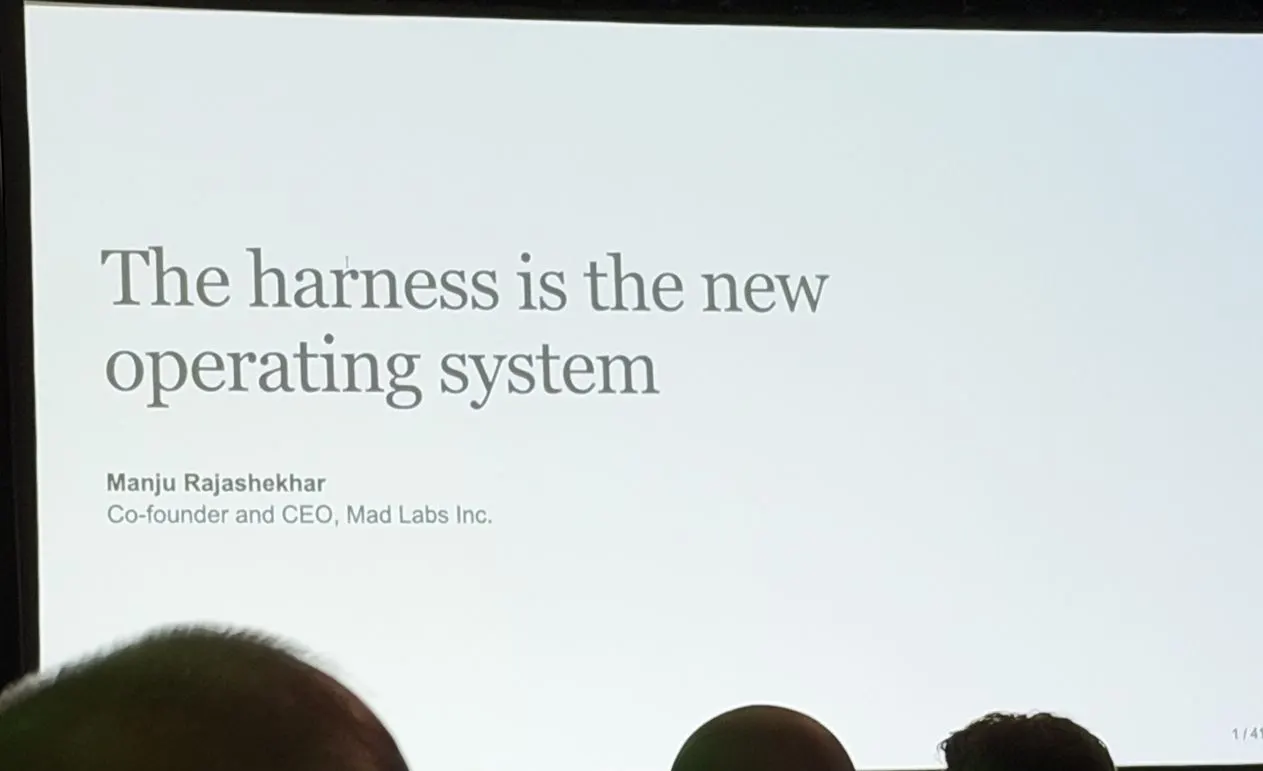 The harness is the new
operating system
Manju Rajashekhar
Co-founder and CEO, Mad Labs Inc.
1 / 41